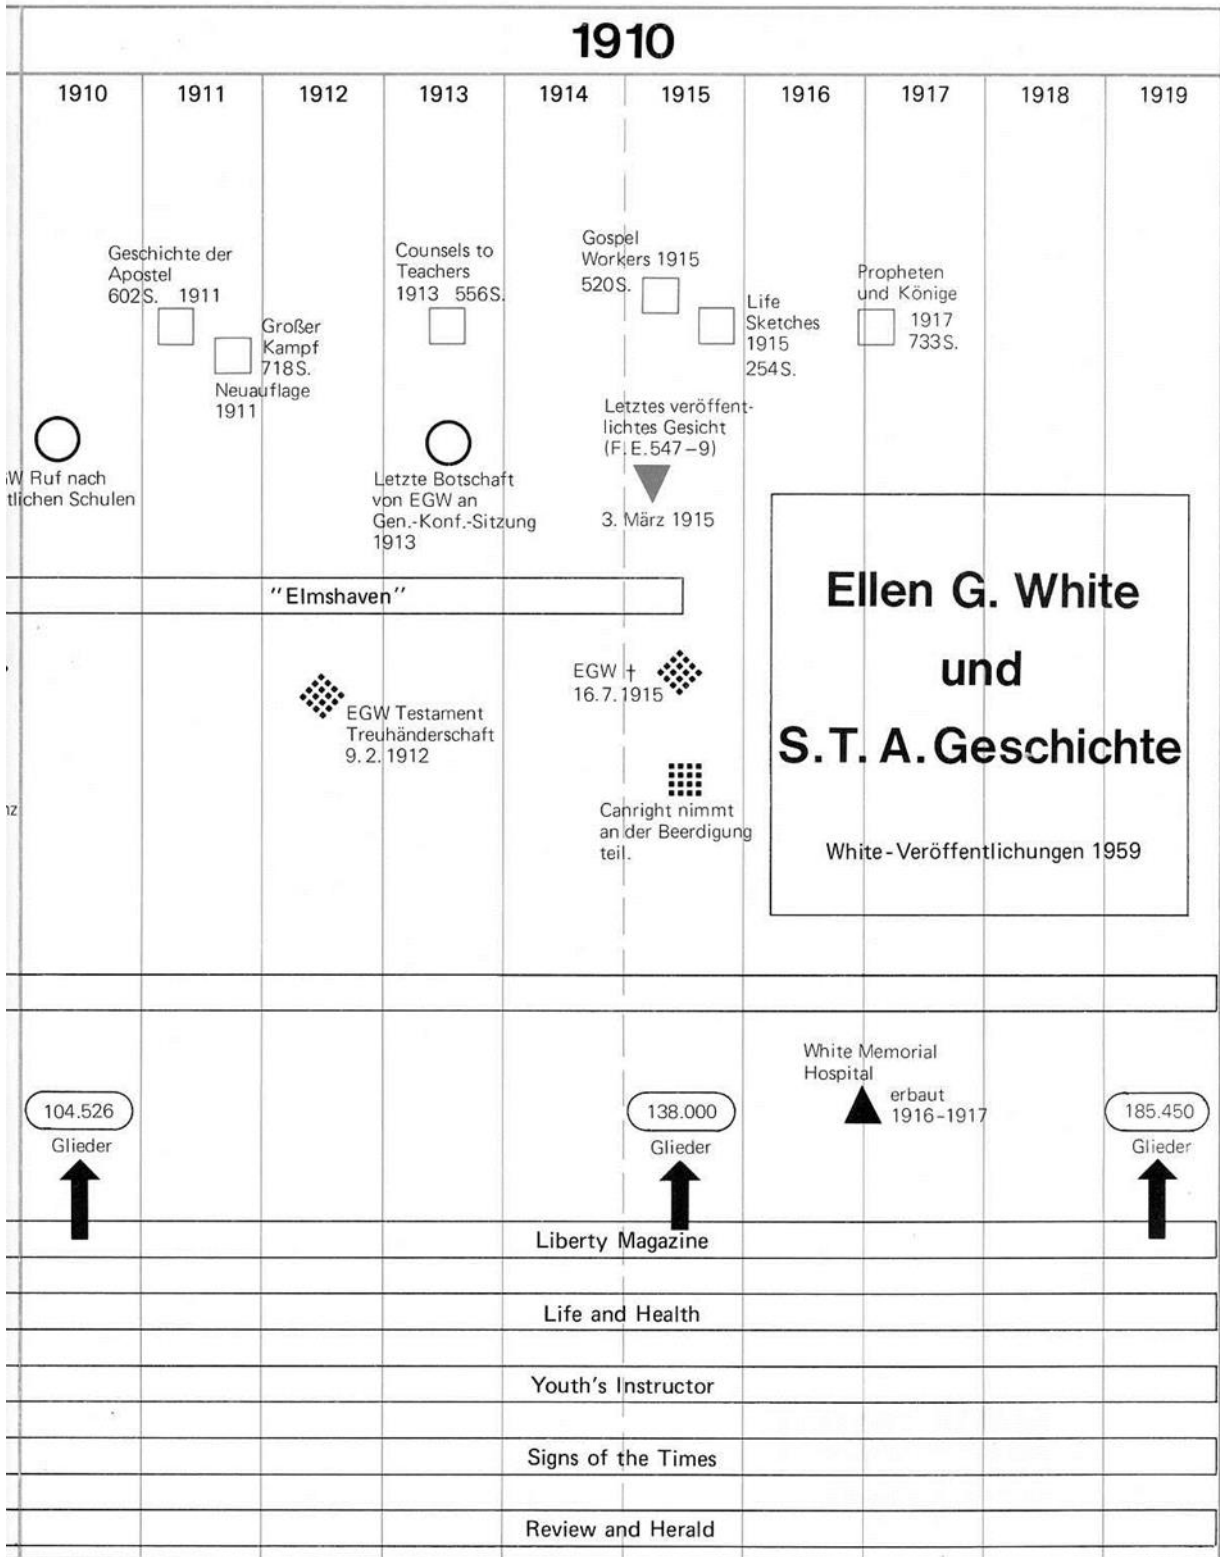 1910
1910 1911 1912 1913 1914 1915 1916 1917 1918 1919
Geschichte der
Apostel
602S. 1911
Großer
Kampf
718S.
Neuauflage
1911
Counsels to
Teachers
1913 556S.
Gospel
Workers 1915
520S.
Life
Sketches
1915
254S.
Propheten
und Könige
1917
733S.
Ruf nach
Schulen
Letzte Botschaft
von EGW an
Gen.-Konf.-Sitzung
1913
Letztes veröffent-
lichtes Gesicht
(F.E.547–9)
3. März 1915
"Elmshaven"
EGW Testament
Treuhänderschaft
9.2.1912
EGW †
16.7.1915
Canright nimmt
an der Beerdigung
teil.
Ellen G. White
und
S.T.A. Geschichte
White-Veröffentlichungen 1959
White Memorial
Hospital
erbaut
1916–1917
104.526
Glieder
138.000
Glieder
185.450
Glieder
Liberty Magazine
Life and Health
Youth's Instructor
Signs of the Times
Review and Herald